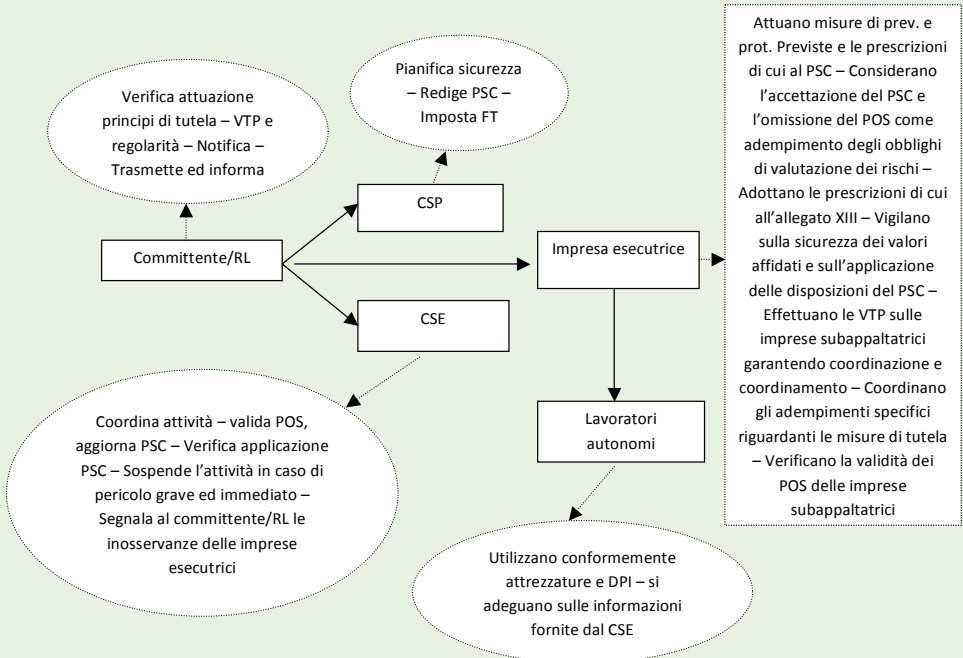 Verifica attuazione
principi di tutela – VTP e
regolarità – Notifica –
Trasmette ed informa
Pianifica sicurezza
– Redige PSC –
Imposta FT
Attuano misure di prev. e
prot. Previste e le prescrizioni
di cui al PSC – Considerano
l’accettazione del PSC e
l’omissione del POS come
adempimento degli obblighi
di valutazione dei rischi –
Adottano le prescrizioni di cui
all’allegato XIII – Vigilano
sulla sicurezza dei valori
affidati e sull’applicazione
delle disposizioni del PSC –
Effettuano le VTP sulle
imprese subappaltatrici
garantendo coordinazione e
coordinamento – Coordinano
gli adempimenti specifici
riguardanti le misure di tutela
– Verificano la validità dei
POS delle imprese
subappaltatrici
Committente/RL
CSP
Impresa esecutrice
CSE
Coordina attività – valida POS,
aggiorna PSC – Verifica applicazione
PSC – Sospende l’attività in caso di
pericolo grave ed immediato –
Segnala al committente/RL le
inosservanze delle imprese
esecutrici
Lavoratori
autonomi
Utilizzano conformemente
attrezzature e DPI – si
adeguano sulle informazioni
fornite dal CSE